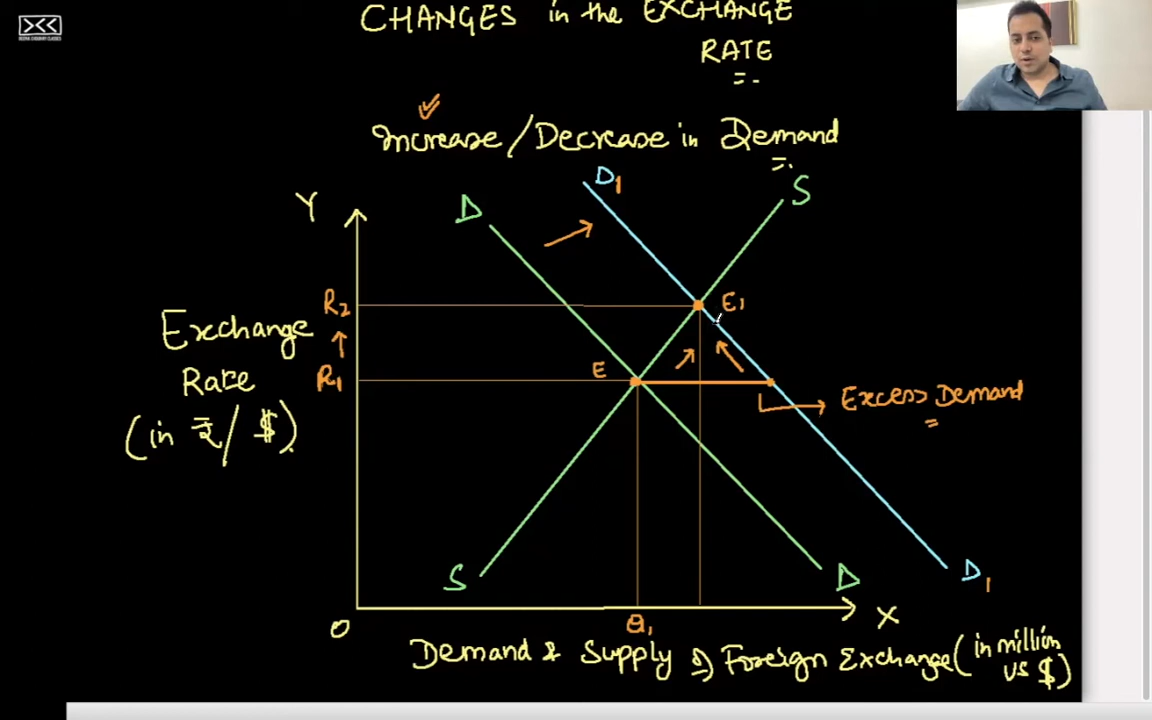 CHANGES in the EXCHANGE
RATE
Increase/Decrease in Demand
D1
S
Y
D
R2
E1
Exchange
Rate
(in ₹/$)
R1
E
Excess Demand
S
D
D1
O
Q1
X
Demand & Supply of Foreign Exchange (in million
US $)